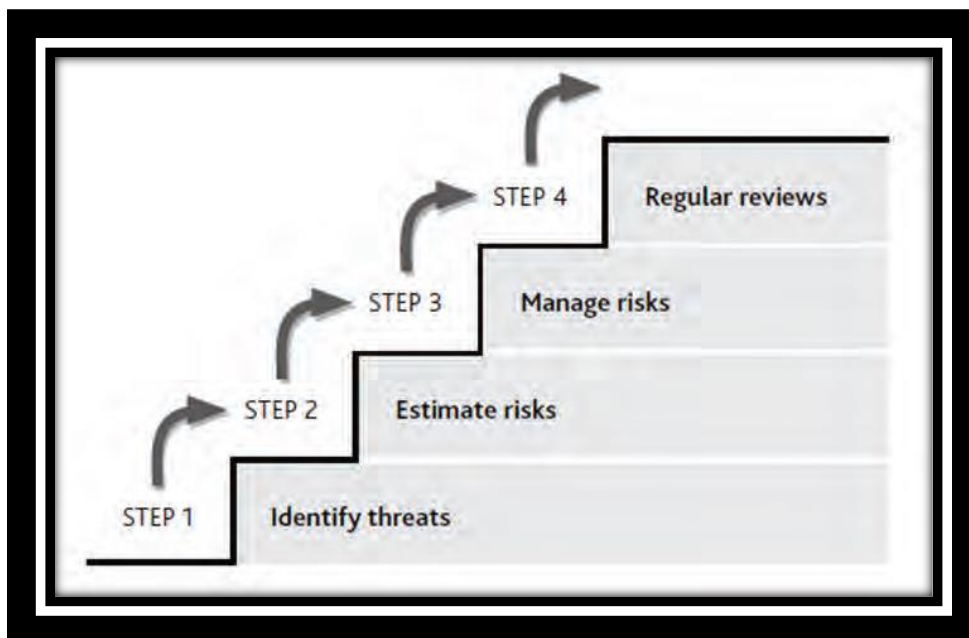 STEP 4 Regular reviews
STEP 3 Manage risks
STEP 2 Estimate risks
STEP 1 Identify threats